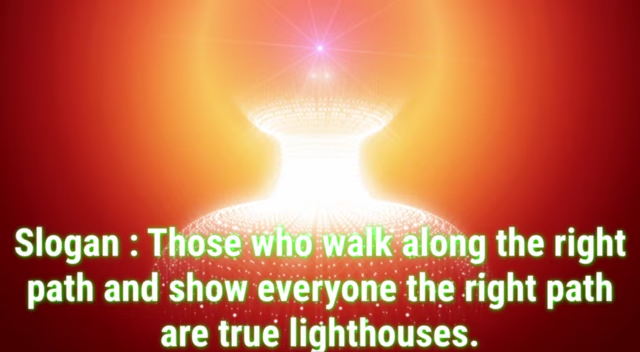 Slogan : Those who walk along the right
path and show everyone the right path
are true lighthouses.